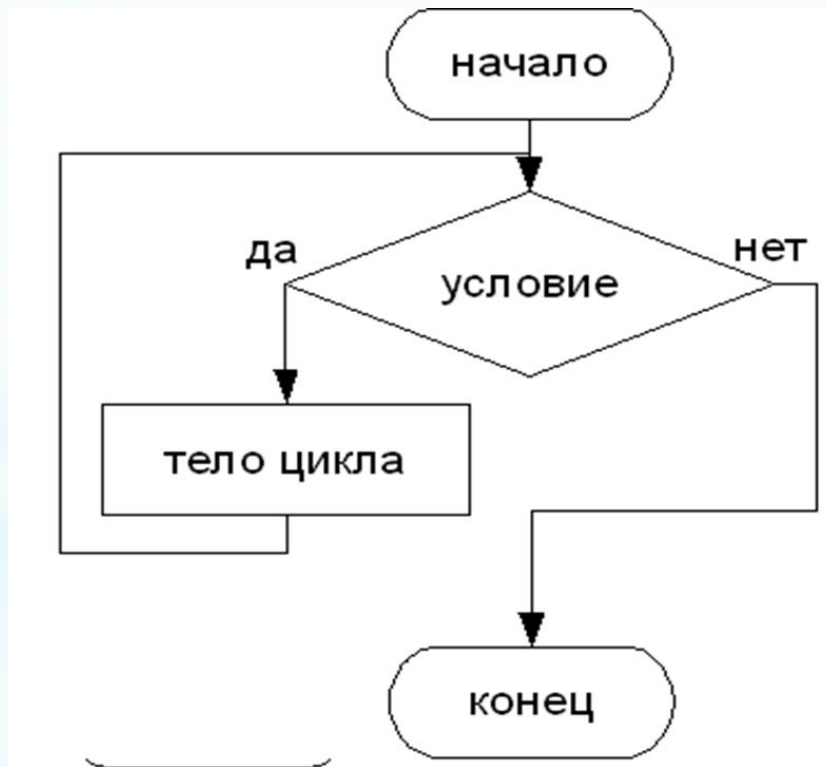 начало
да
нет
условие
тело цикла
конец